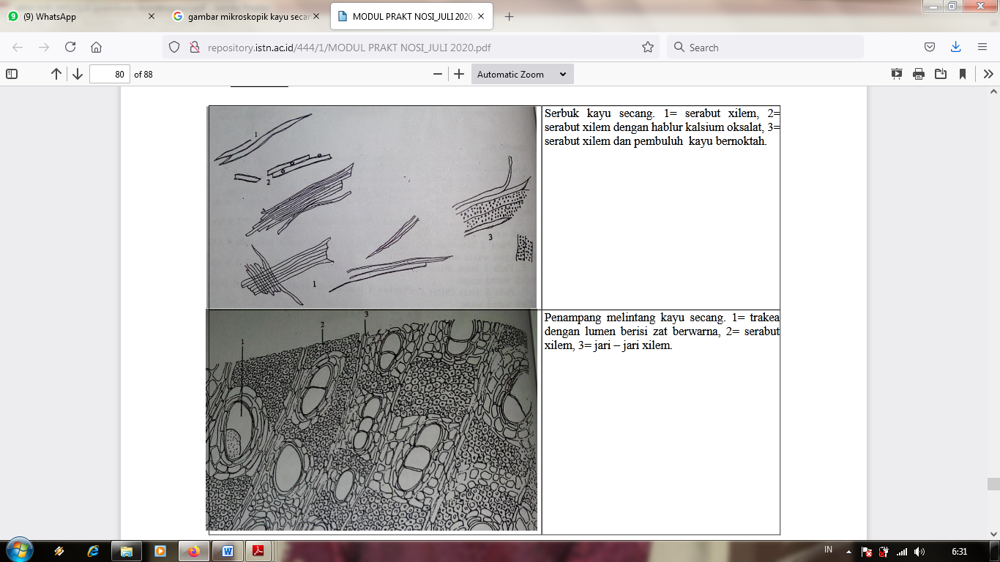 (9) WhatsApp
gambar mikroskopik kayu secan
MODUL PRAKT NOSI_JULI 2020.
repository.istn.ac.id/444/1/MODUL PRAKT NOSI_JULI 2020.pdf
Search
80 of 88
Automatic Zoom
1
2
3
1
Serbuk kayu secang. 1= serabut xilem, 2=
serabut xilem dengan hablur kalsium oksalat, 3=
serabut xilem dan pembuluh kayu bernoktah.
1
2
3
Penampang melintang kayu secang. 1= trakea
dengan lumen berisi zat berwarna, 2= serabut
xilem, 3= jari – jari xilem.
IN
6:31